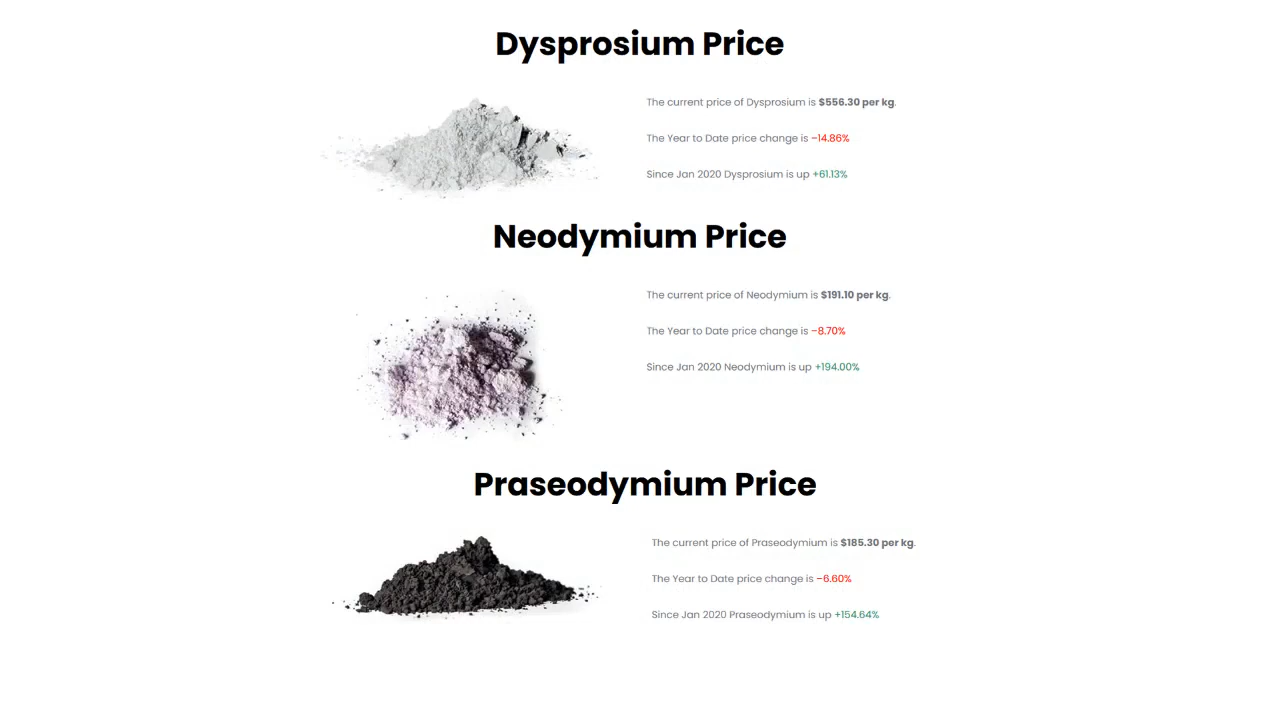 Dysprosium Price
The current price of Dysprosium is $556.30 per kg.
The Year to Date price change is −14.86%
Since Jan 2020 Dysprosium is up +61.13%
Neodymium Price
The current price of Neodymium is $191.10 per kg.
The Year to Date price change is −8.70%
Since Jan 2020 Neodymium is up +194.00%
Praseodymium Price
The current price of Praseodymium is $185.30 per kg.
The Year to Date price change is −6.60%
Since Jan 2020 Praseodymium is up +154.64%